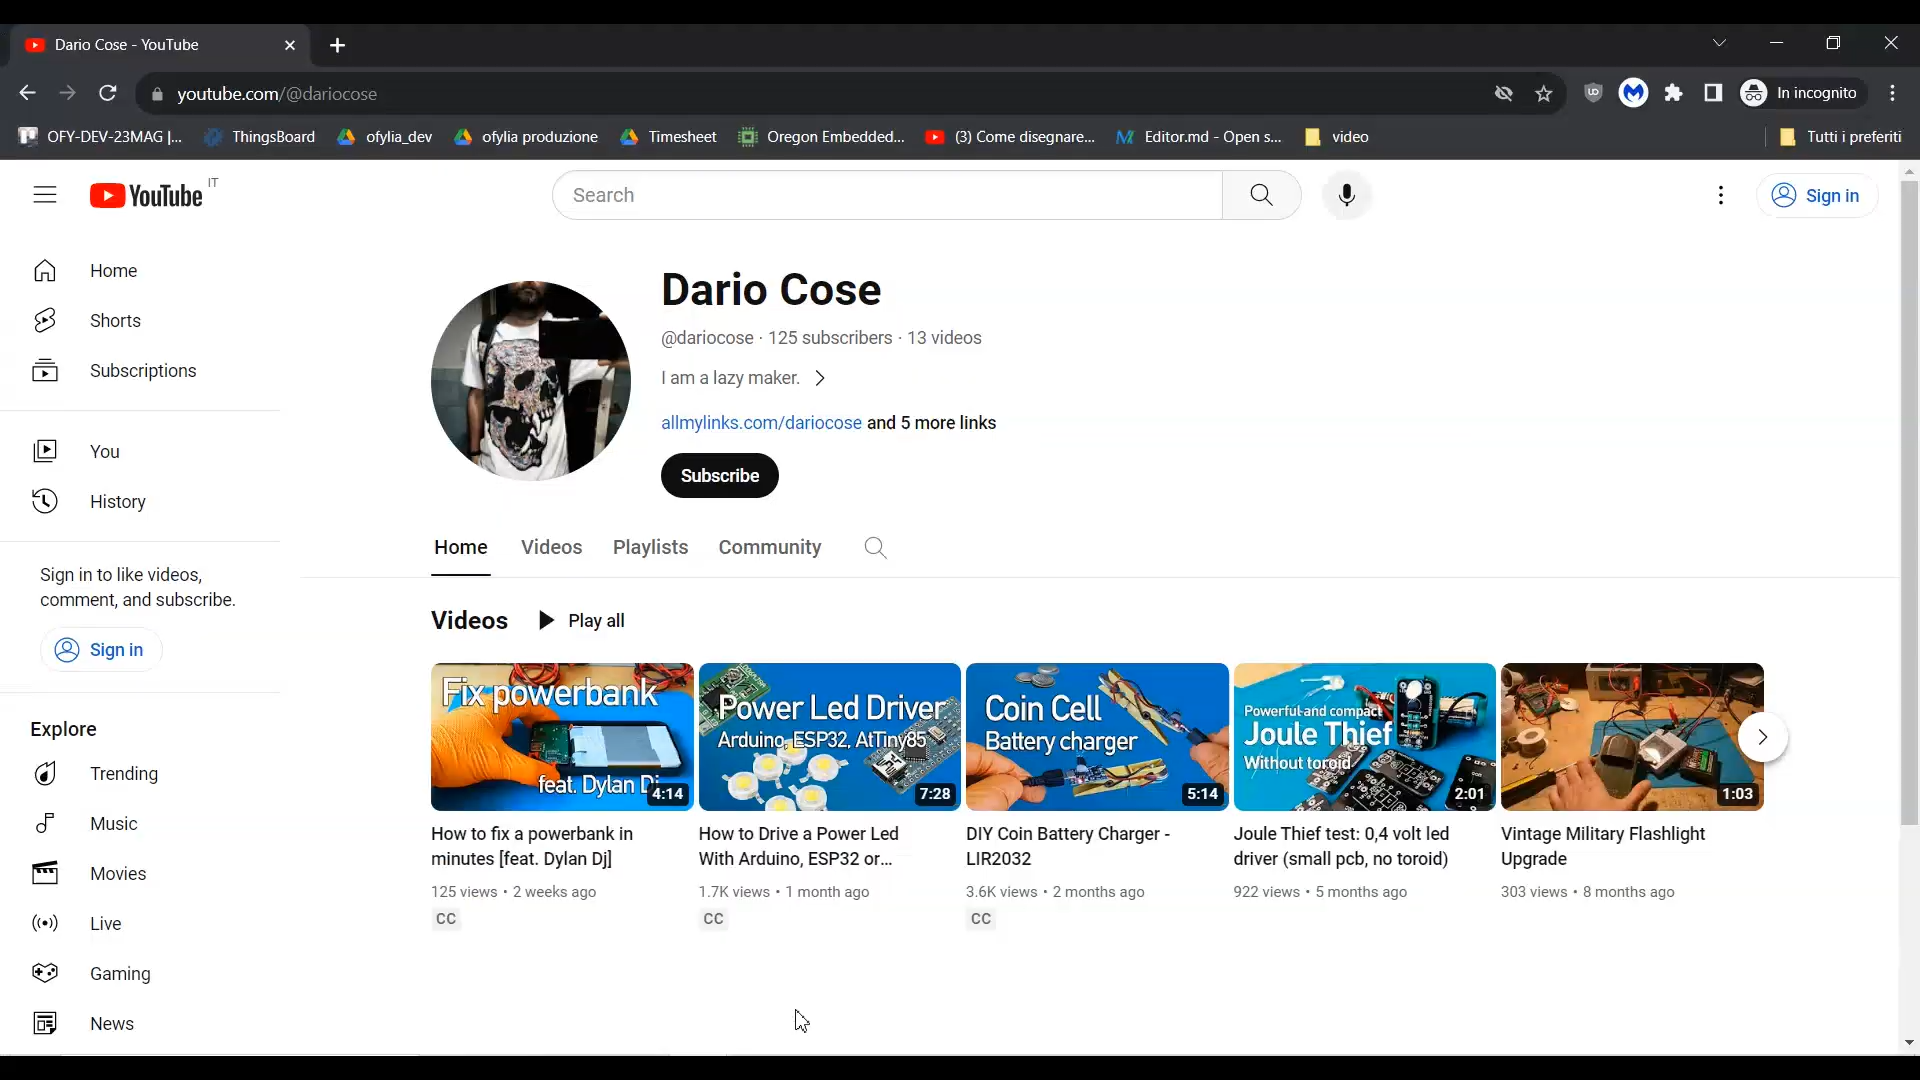 Dario Cose - YouTube
youtube.com/@dariocose
In incognito
OFY-DEV-23MAG |...
ThingsBoard
ofylia_dev
ofylia produzione
Timesheet
Oregon Embedded...
(3) Come disegnare...
Editor.md - Open s...
video
Tutti i preferiti
YouTube IT
Search
Sign in
Home
Shorts
Subscriptions
You
History
Sign in to like videos,
comment, and subscribe.
Sign in
Explore
Trending
Music
Movies
Live
Gaming
News
Dario Cose
@dariocose · 125 subscribers · 13 videos
I am a lazy maker.
allmylinks.com/dariocose and 5 more links
Subscribe
Home
Videos
Playlists
Community
Videos
Play all
Fix powerbank
feat. Dylan Dj
4:14
How to fix a powerbank in
minutes [feat. Dylan Dj]
125 views • 2 weeks ago
CC
Power Led Driver
Arduino, ESP32, AtTiny85
7:28
How to Drive a Power Led
With Arduino, ESP32 or...
1.7K views • 1 month ago
CC
Coin Cell
Battery charger
5:14
DIY Coin Battery Charger -
LIR2032
3.6K views • 2 months ago
CC
Powerful and compact
Joule Thief
Without toroid
2:01
Joule Thief test: 0,4 volt led
driver (small pcb, no toroid)
922 views • 5 months ago
1:03
Vintage Military Flashlight
Upgrade
303 views • 8 months ago